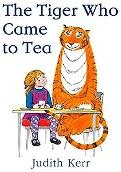 The Tiger Who
Came to Tea
Judith Kerr